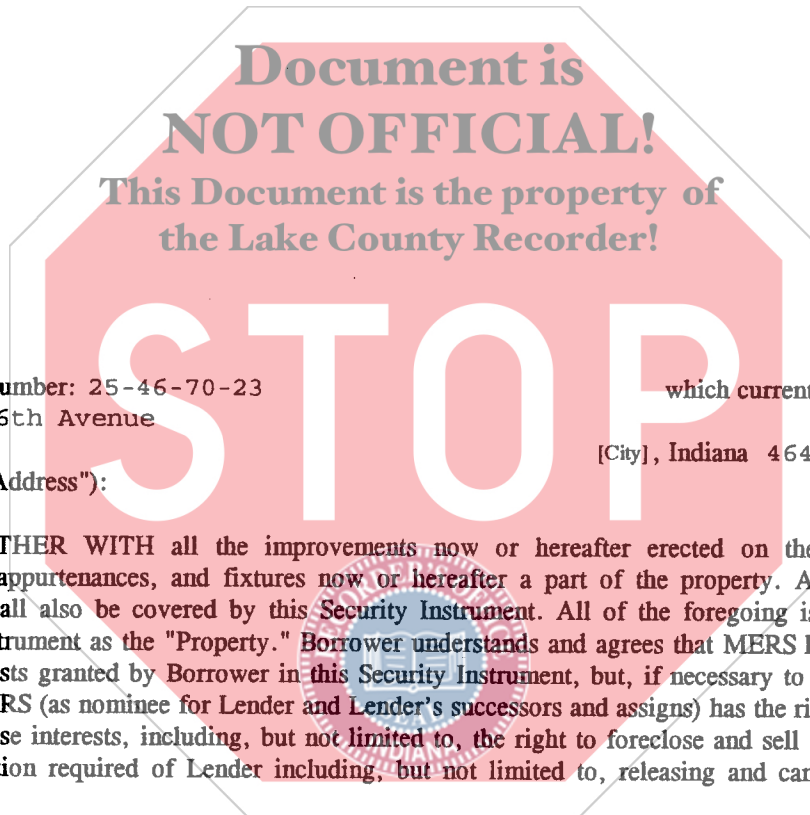 Document is
NOT OFFICIAL!
This Document is the property of
the Lake County Recorder!
STOP
umber: 25-46-70-23 which current
6th Avenue
[City], Indiana 464
Address"):
THER WITH all the improvements now or hereafter erected on the
appurtenances, and fixtures now or hereafter a part of the property. A
all also be covered by this Security Instrument. All of the foregoing is
trument as the "Property." Borrower understands and agrees that MERS
sts granted by Borrower in this Security Instrument, but, if necessary to
RS (as nominee for Lender and Lender's successors and assigns) has the ri
se interests, including, but not limited to, the right to foreclose and sell
tion required of Lender including, but not limited to, releasing and can